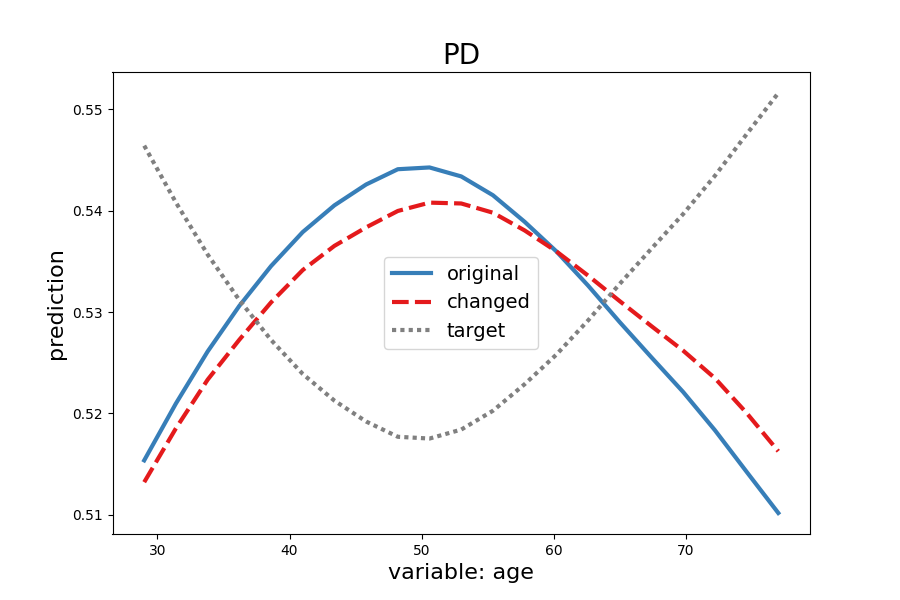 PD
prediction
0.55
0.54
0.53
0.52
0.51
original
changed
target
30 40 50 60 70
variable: age